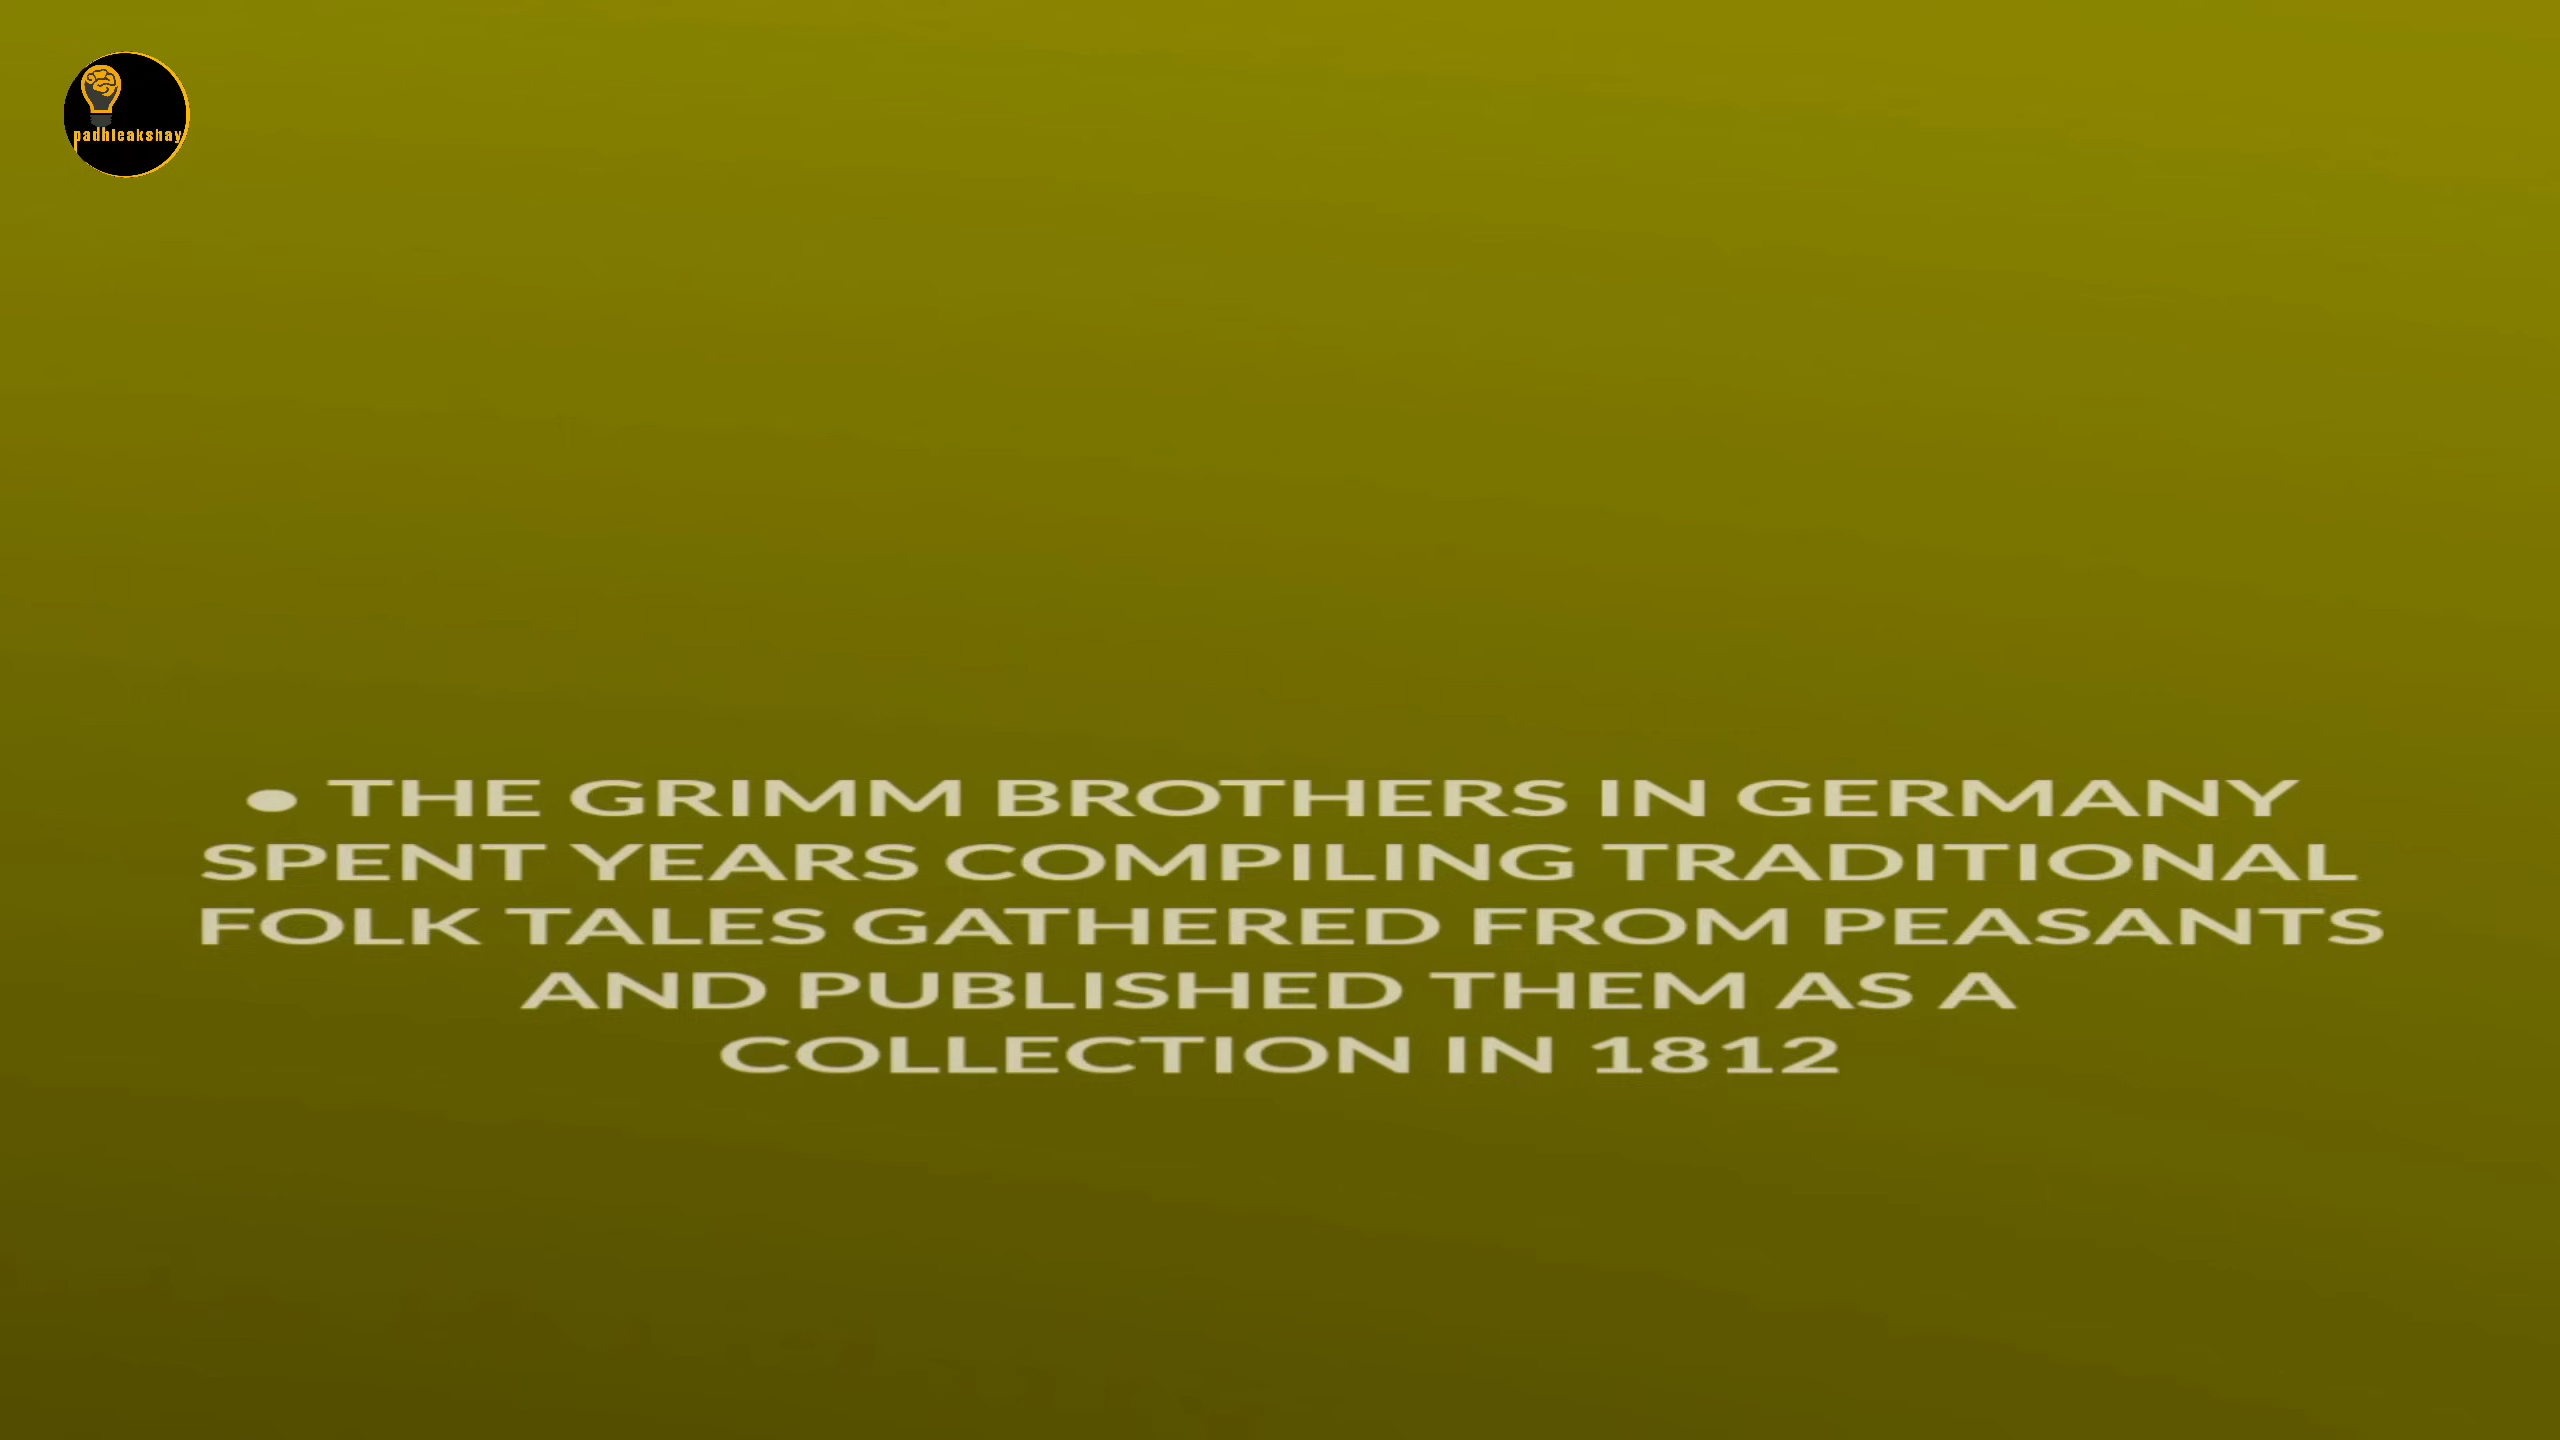 padhleakshay
• THE GRIMM BROTHERS IN GERMANY
SPENT YEARS COMPILING TRADITIONAL
FOLK TALES GATHERED FROM PEASANTS
AND PUBLISHED THEM AS A
COLLECTION IN 1812